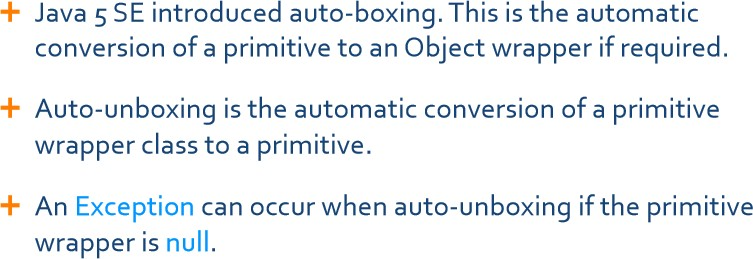 + Java 5 SE introduced auto-boxing. This is the automatic
conversion of a primitive to an Object wrapper if required.
+ Auto-unboxing is the automatic conversion of a primitive
wrapper class to a primitive.
+ An Exception can occur when auto-unboxing if the primitive
wrapper is null.